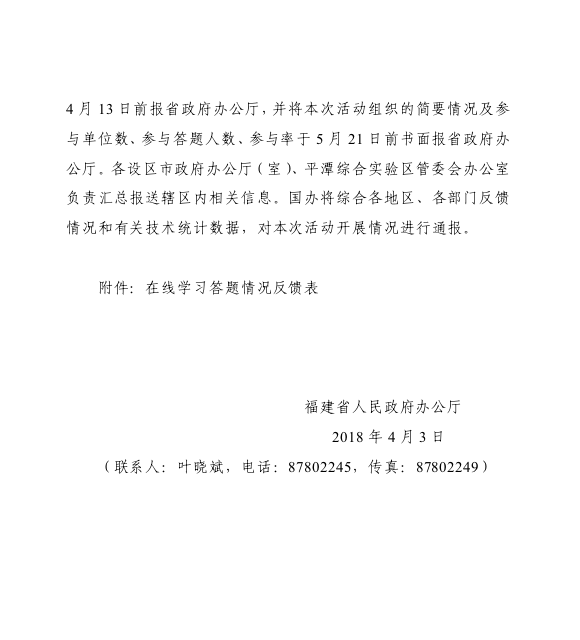 4 月 13 日前报省政府办公厅，并将本次活动组织的简要情况及参
与单位数、参与答题人数、参与率于 5 月 21 日前书面报省政府办
公厅。各设区市政府办公厅（室）、平潭综合实验区管委会办公室
负责汇总报送辖区内相关信息。国办将综合各地区、各部门反馈
情况和有关技术统计数据，对本次活动开展情况进行通报。
附件：在线学习答题情况反馈表
福建省人民政府办公厅
2018 年 4 月 3 日
（联系人：叶晓斌，电话：87802245，传真：87802249）